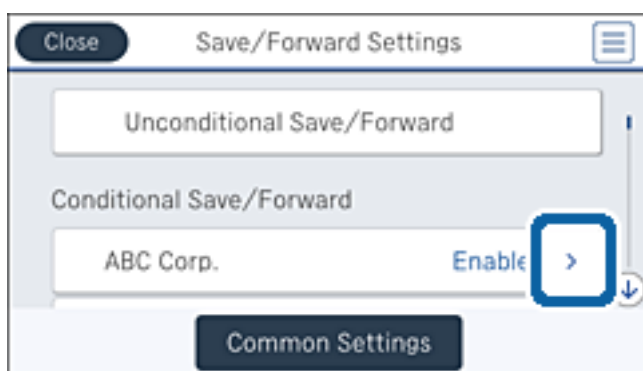 Close Save/Forward Settings
Unconditional Save/Forward
Conditional Save/Forward
ABC Corp. Enable >
Common Settings